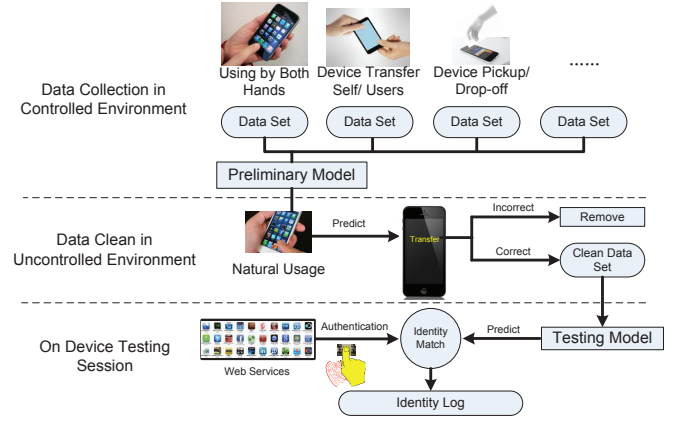 Using by Both
Hands
Device Transfer
Self/ Users
Device Pickup/
Drop-off
......
Data Collection in
Controlled Environment
Data Set
Data Set
Data Set
Data Set
Preliminary Model
Data Clean in
Uncontrolled Environment
Natural Usage
Predict
Transfer
Incorrect
Remove
Correct
Clean Data
Set
On Device Testing
Session
Web Services
Authentication
Identity
Match
Predict
Testing Model
Identity Log